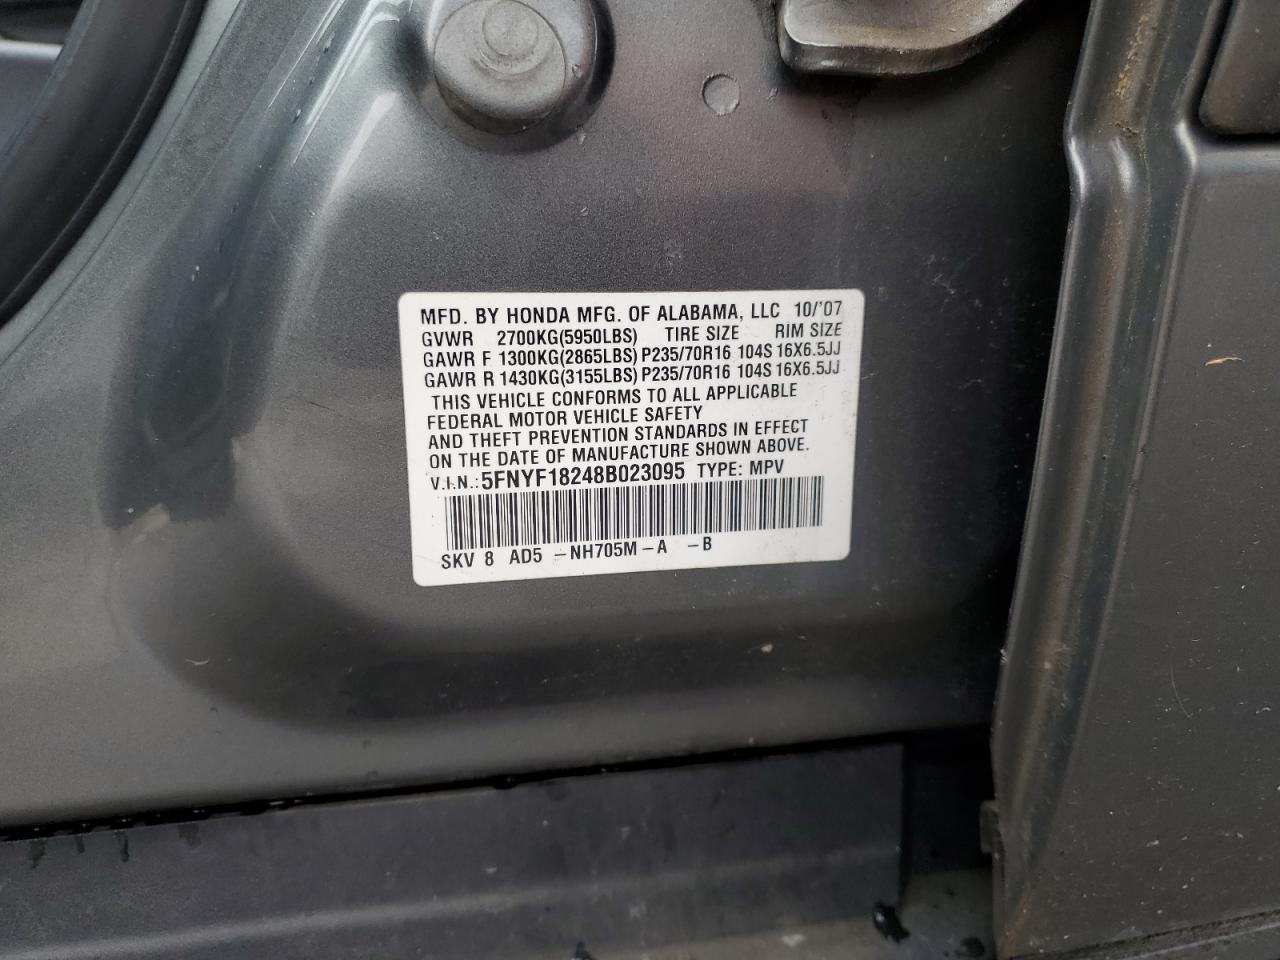 MFD. BY HONDA MFG. OF ALABAMA, LLC 10/'07
GVWR 2700KG(5950LBS) TIRE SIZE RIM SIZE
GAWR F 1300KG(2865LBS) P235/70R16 104S 16X6.5JJ
GAWR R 1430KG(3155LBS) P235/70R16 104S 16X6.5JJ
THIS VEHICLE CONFORMS TO ALL APPLICABLE
FEDERAL MOTOR VEHICLE SAFETY
AND THEFT PREVENTION STANDARDS IN EFFECT
ON THE DATE OF MANUFACTURE SHOWN ABOVE.
V.I.N.: 5FNYF18248B023095 TYPE: MPV
SKV 8 AD5 -NH705M-A -B